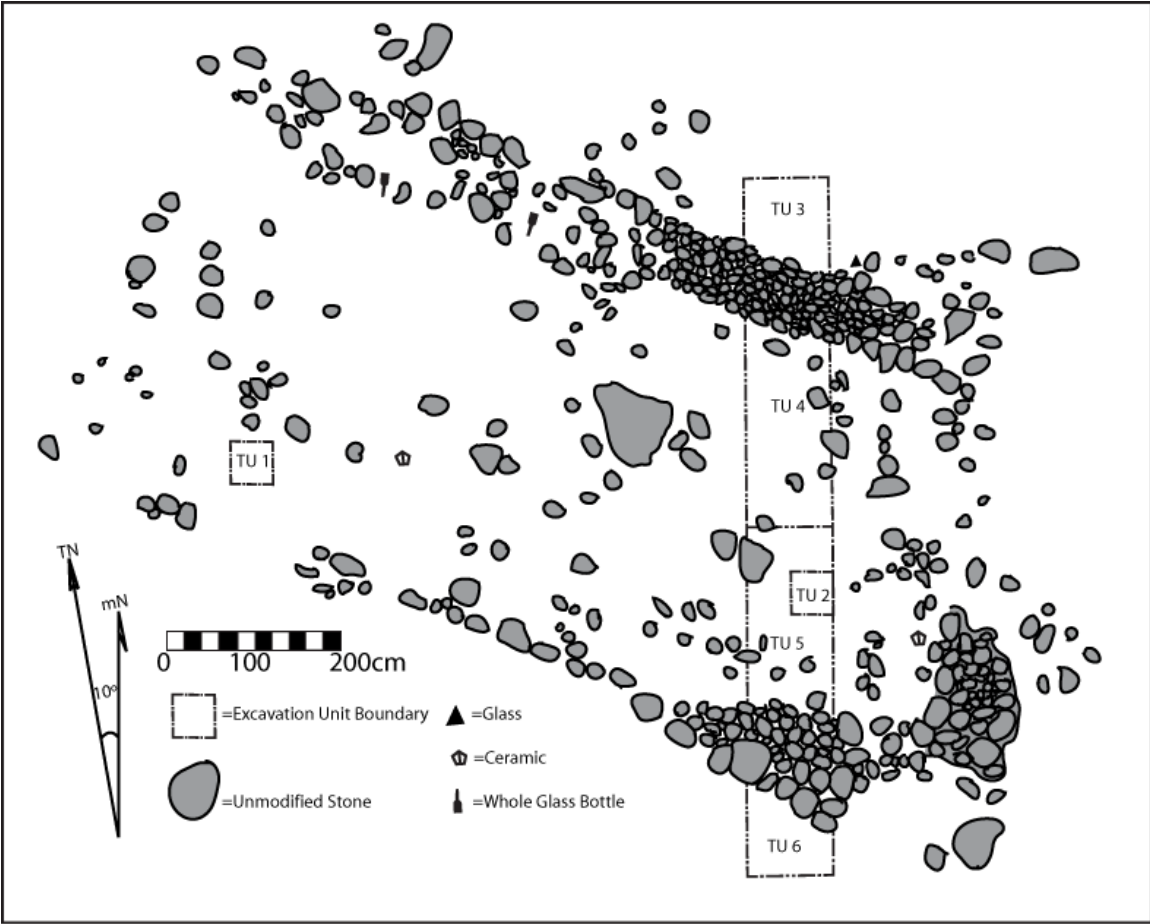 TU 3
TU 4
TU 1
TN
mN
TU 2
10º
TU 5
0 100 200cm
=Excavation Unit Boundary
=Glass
=Ceramic
=Unmodified Stone
=Whole Glass Bottle
TU 6